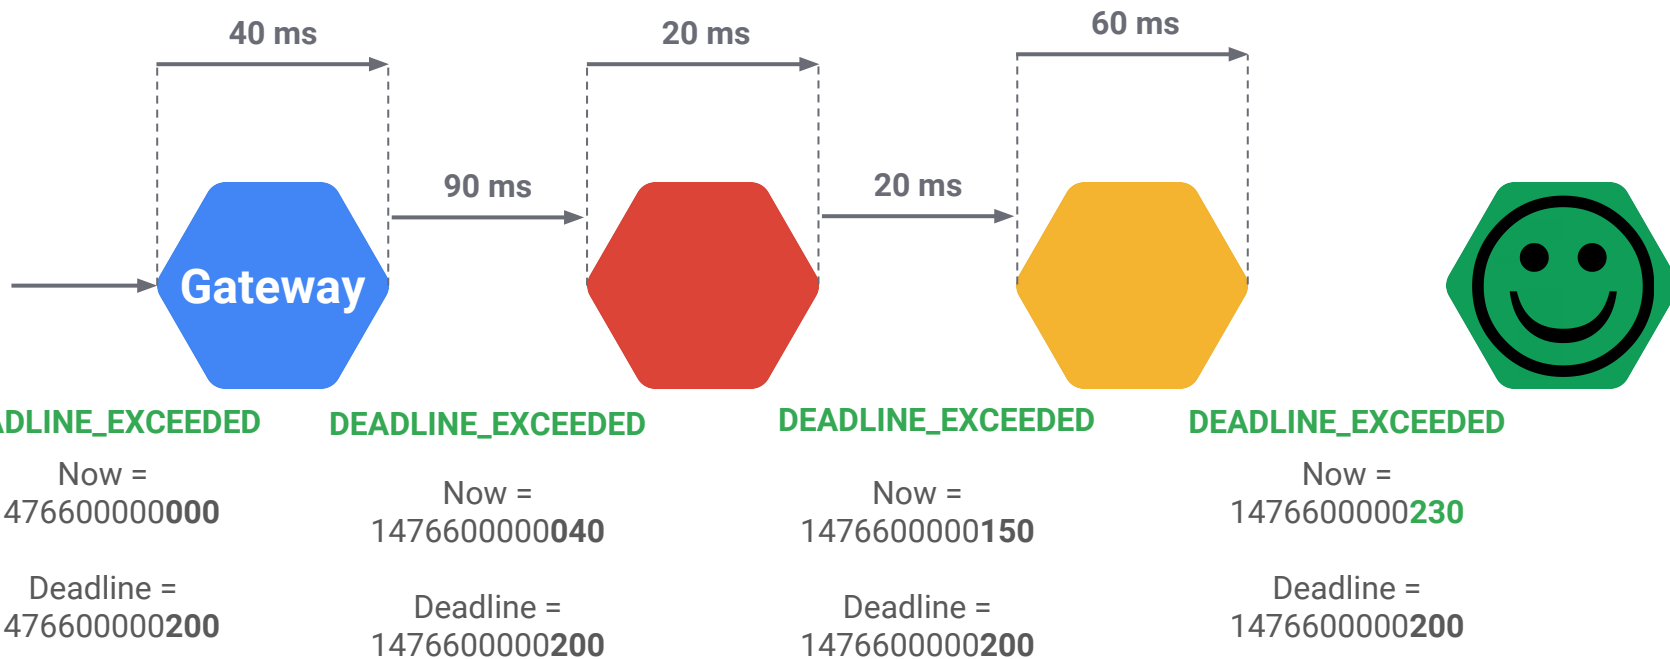 40 ms
20 ms
60 ms
90 ms
20 ms
Gateway
ADLINE_EXCEEDED
DEADLINE_EXCEEDED
DEADLINE_EXCEEDED
DEADLINE_EXCEEDED
Now =
476600000000
Now =
1476600000040
Now =
1476600000150
Now =
1476600000230
Deadline =
476600000200
Deadline =
1476600000200
Deadline =
1476600000200
Deadline =
1476600000200